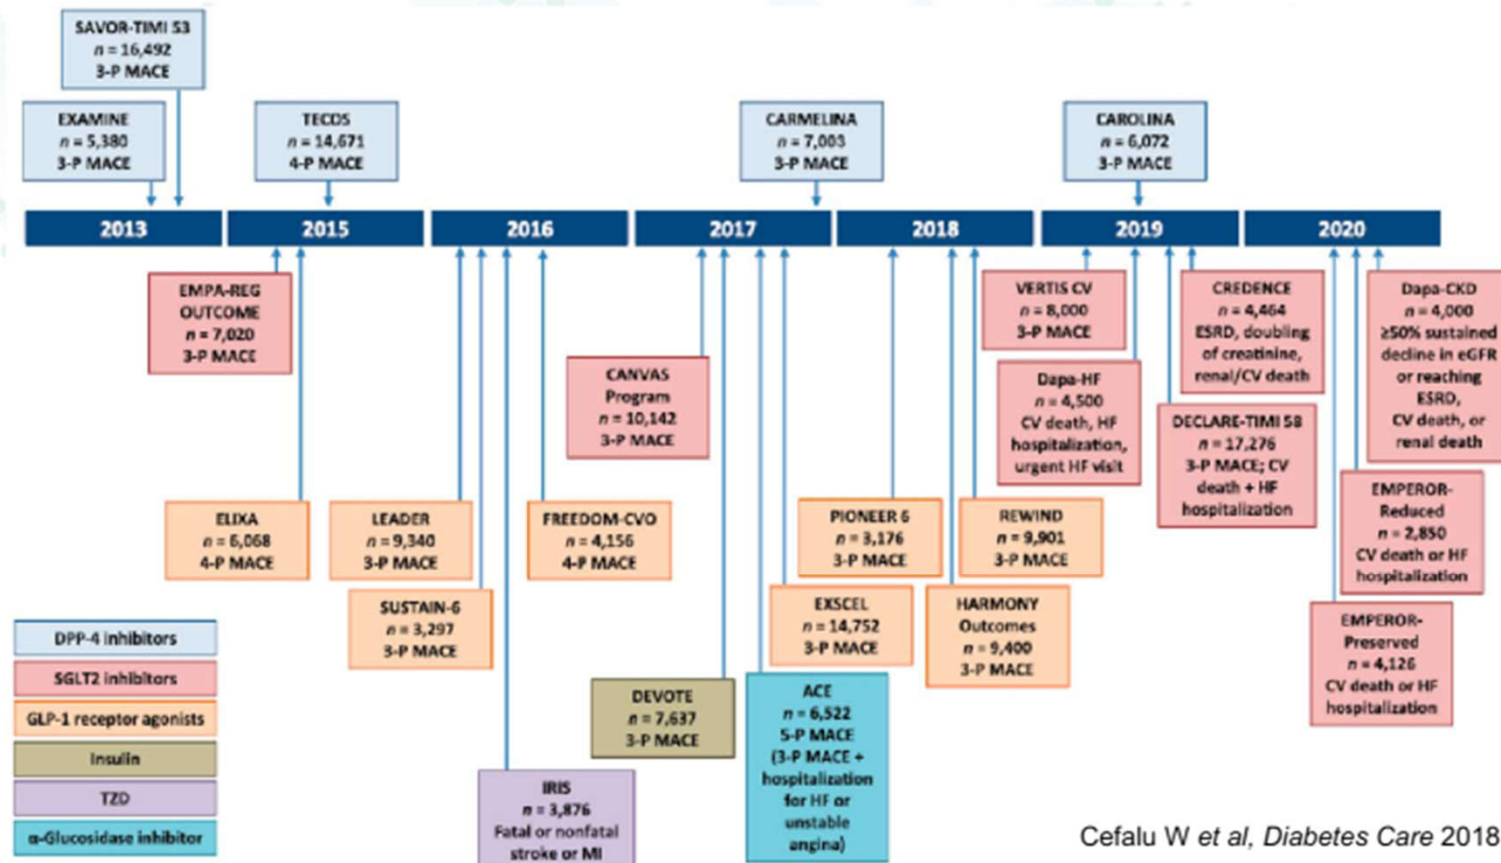 SAVOR-TIMI 53
n = 16,492
3-P MACE
EXAMINE
n = 5,380
3-P MACE
TECOS
n = 14,671
4-P MACE
CARMELINA
n = 7,003
3-P MACE
CAROLINA
n = 6,072
3-P MACE
2013
2015
2016
2017
2018
2019
2020
EMPA-REG
OUTCOME
n = 7,020
3-P MACE
CANVAS
Program
n = 10,142
3-P MACE
VERTIS CV
n = 8,000
3-P MACE
CREDENCE
n = 4,464
ESRD, doubling
of creatinine,
renal/CV death
Dapa-CKD
n = 4,000
≥50% sustained
decline in eGFR
or reaching
ESRD,
CV death, or
renal death
Dapa-HF
n = 4,500
CV death, HF
hospitalization,
urgent HF visit
DECLARE-TIMI 58
n = 17,276
3-P MACE; CV
death + HF
hospitalization
ELIXA
n = 6,068
4-P MACE
LEADER
n = 9,340
3-P MACE
FREEDOM-CVO
n = 4,156
4-P MACE
PIONEER 6
n = 3,176
3-P MACE
REWIND
n = 9,901
3-P MACE
EMPEROR-
Reduced
n = 2,850
CV death or HF
hospitalization
SUSTAIN-6
n = 3,297
3-P MACE
EXSCEL
n = 14,752
3-P MACE
HARMONY
Outcomes
n = 9,400
3-P MACE
EMPEROR-
Preserved
n = 4,126
CV death or HF
hospitalization
DEVOTE
n = 7,637
3-P MACE
ACE
n = 6,522
5-P MACE
(3-P MACE +
hospitalization
for HF or
unstable
angina)
IRIS
n = 3,876
Fatal or nonfatal
stroke or MI
DPP-4 inhibitors
SGLT2 inhibitors
GLP-1 receptor agonists
Insulin
TZD
α-Glucosidase inhibitor
Cefalu W et al, Diabetes Care 2018